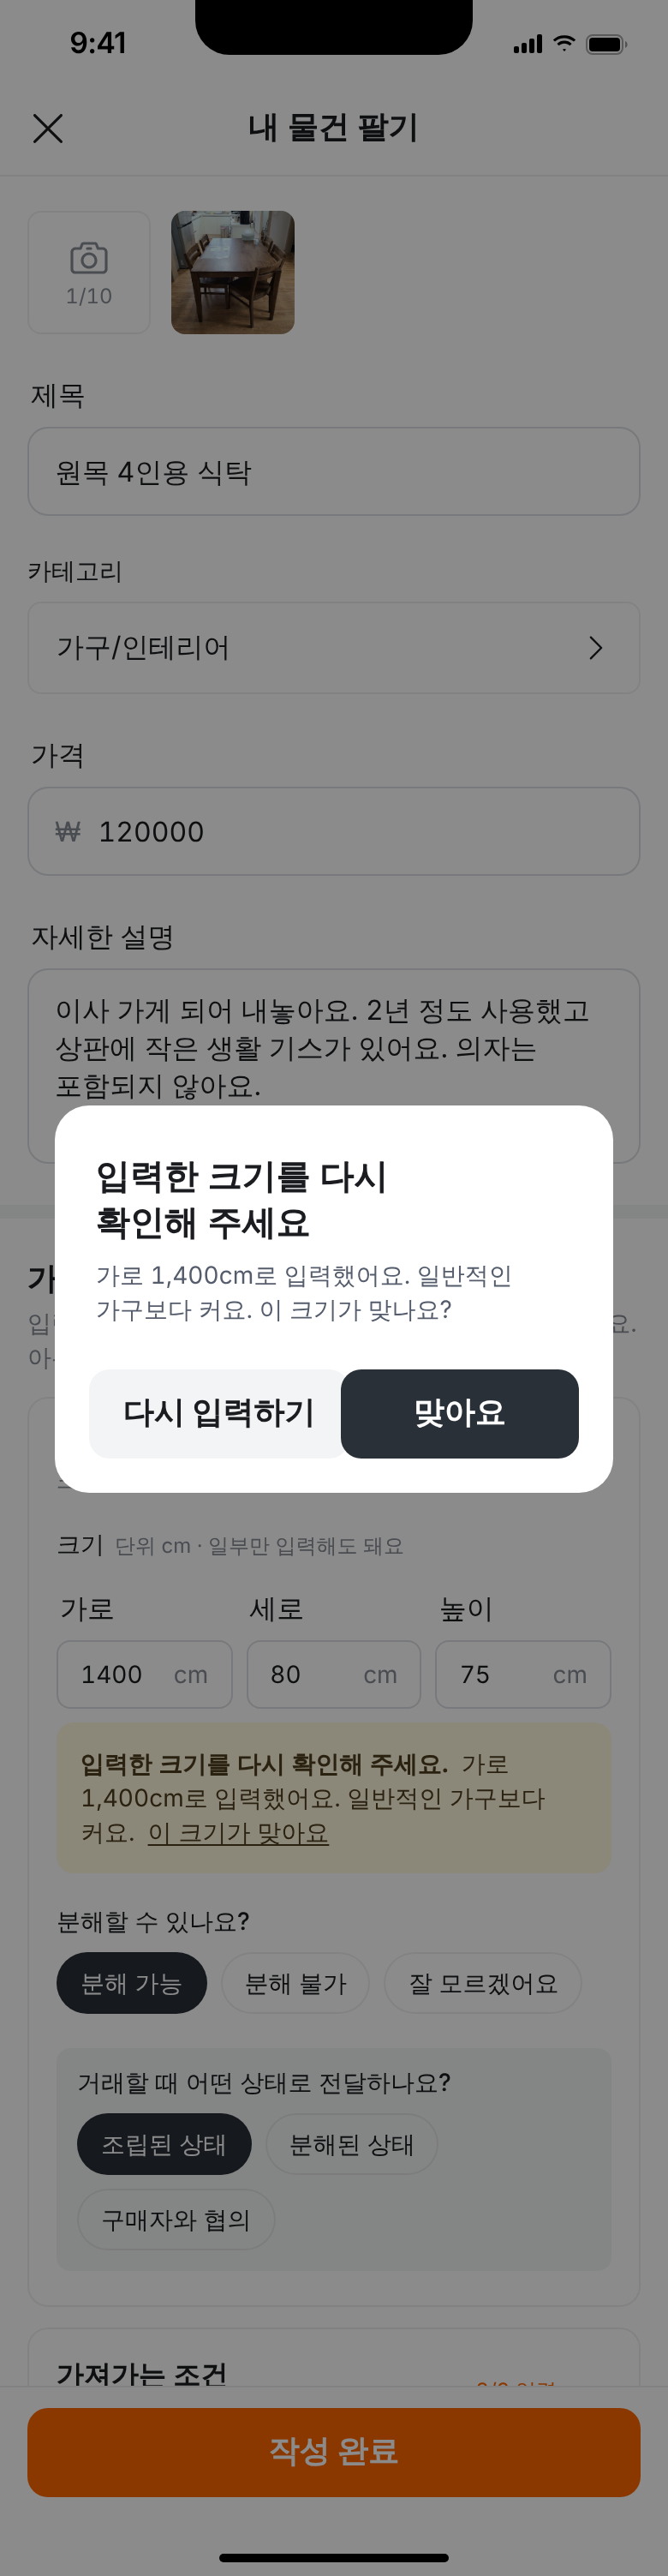 9:41
내 물건 팔기
1/10
제목
원목 4인용 식탁
카테고리
가구/인테리어
가격
₩ 120000
자세한 설명
이사 가게 되어 내놓아요. 2년 정도 사용했고
상판에 작은 생활 기스가 있어요. 의자는
포함되지 않아요.
입력한 크기를 다시
확인해 주세요
가로 1,400cm로 입력했어요. 일반적인
가구보다 커요. 이 크기가 맞나요?
다시 입력하기 맞아요
크기 단위 cm · 일부만 입력해도 돼요
가로 세로 높이
1400 cm 80 cm 75 cm
입력한 크기를 다시 확인해 주세요. 가로
1,400cm로 입력했어요. 일반적인 가구보다
커요. 이 크기가 맞아요
분해할 수 있나요?
분해 가능 분해 불가 잘 모르겠어요
거래할 때 어떤 상태로 전달하나요?
조립된 상태 분해된 상태
구매자와 협의
가져가는 조건
작성 완료